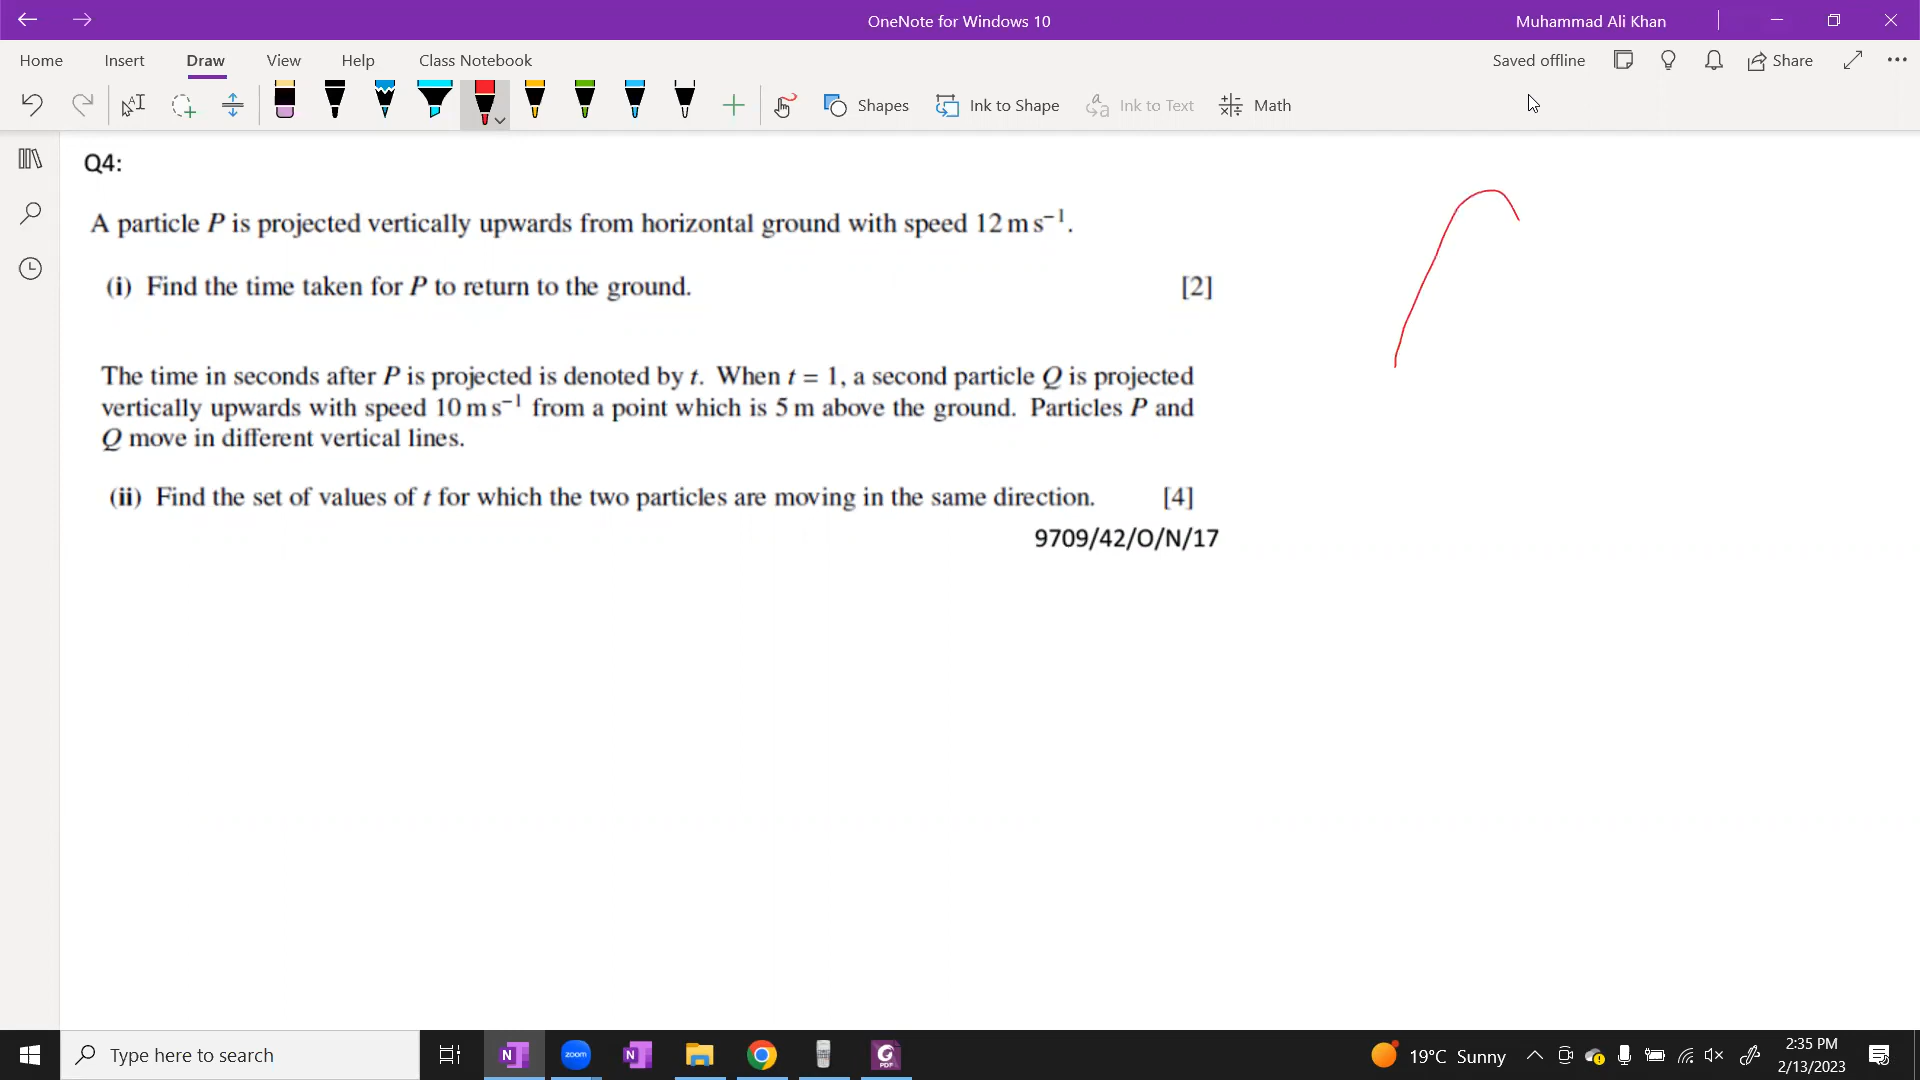 OneNote for Windows 10
Muhammad Ali Khan
Home Insert Draw View Help Class Notebook
Saved offline Share
Shapes Ink to Shape Ink to Text Math
Q4:
A particle P is projected vertically upwards from horizontal ground with speed 12 m s⁻¹.
(i) Find the time taken for P to return to the ground. [2]
The time in seconds after P is projected is denoted by t. When t = 1, a second particle Q is projected
vertically upwards with speed 10 m s⁻¹ from a point which is 5 m above the ground. Particles P and
Q move in different vertical lines.
(ii) Find the set of values of t for which the two particles are moving in the same direction. [4]
9709/42/O/N/17
Type here to search
zoom
PDF
19°C Sunny
2:35 PM
2/13/2023